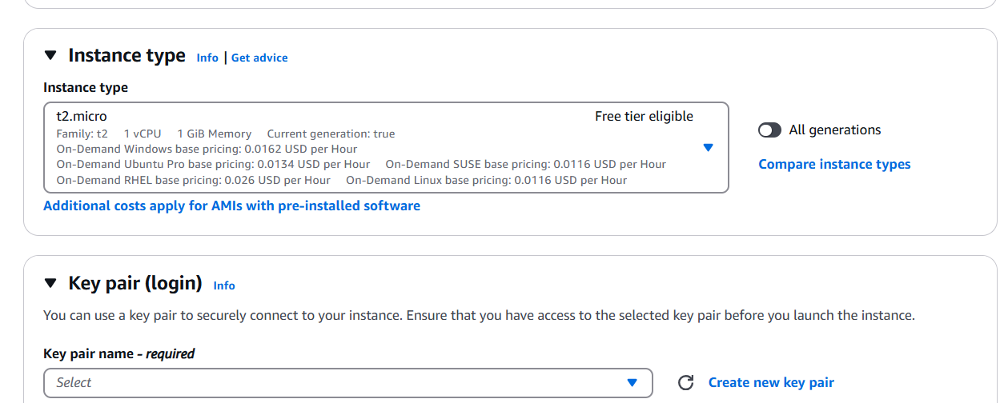 Instance type Info | Get advice
Instance type
t2.micro Free tier eligible
Family: t2 1 vCPU 1 GiB Memory Current generation: true
On-Demand Windows base pricing: 0.0162 USD per Hour
On-Demand Ubuntu Pro base pricing: 0.0134 USD per Hour On-Demand SUSE base pricing: 0.0116 USD per Hour
On-Demand RHEL base pricing: 0.026 USD per Hour On-Demand Linux base pricing: 0.0116 USD per Hour
All generations
Compare instance types
Additional costs apply for AMIs with pre-installed software
Key pair (login) Info
You can use a key pair to securely connect to your instance. Ensure that you have access to the selected key pair before you launch the instance.
Key pair name - required
Select
Create new key pair